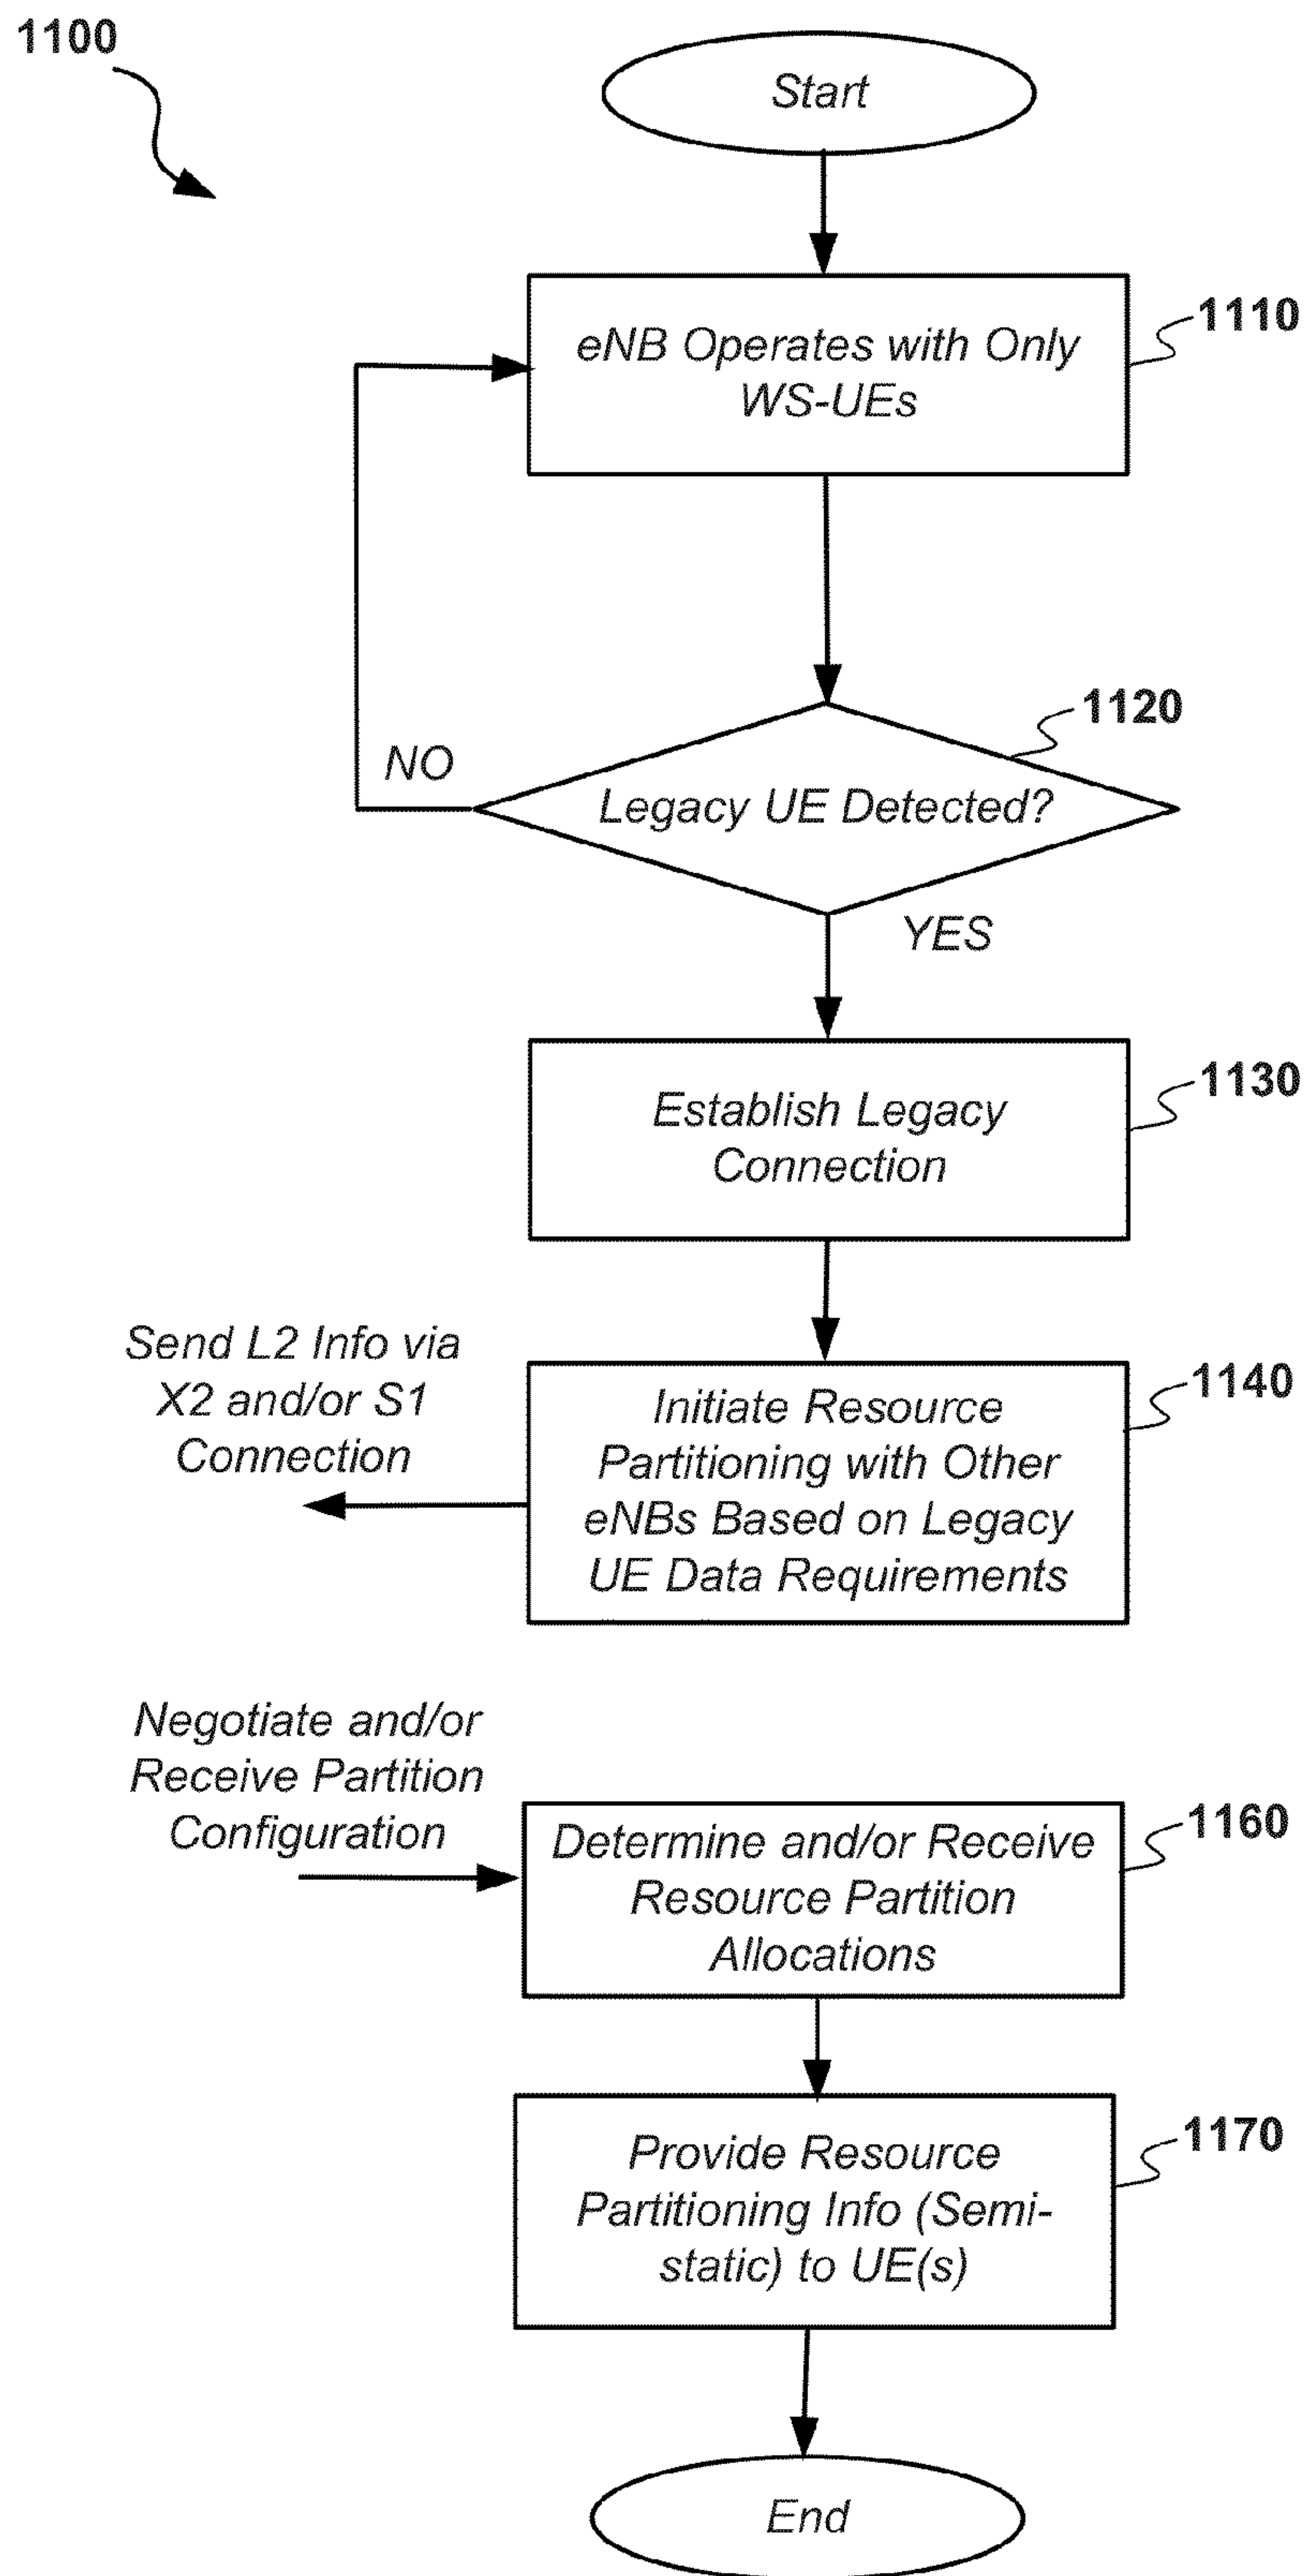 1100
Start
eNB Operates with Only
WS-UEs
1110
1120
NO
Legacy UE Detected?
YES
Establish Legacy
Connection
1130
Send L2 Info via
X2 and/or S1
Connection
Initiate Resource
Partitioning with Other
eNBs Based on Legacy
UE Data Requirements
1140
Negotiate and/or
Receive Partition
Configuration
Determine and/or Receive
Resource Partition
Allocations
1160
Provide Resource
Partitioning Info (Semi-
static) to UE(s)
1170
End